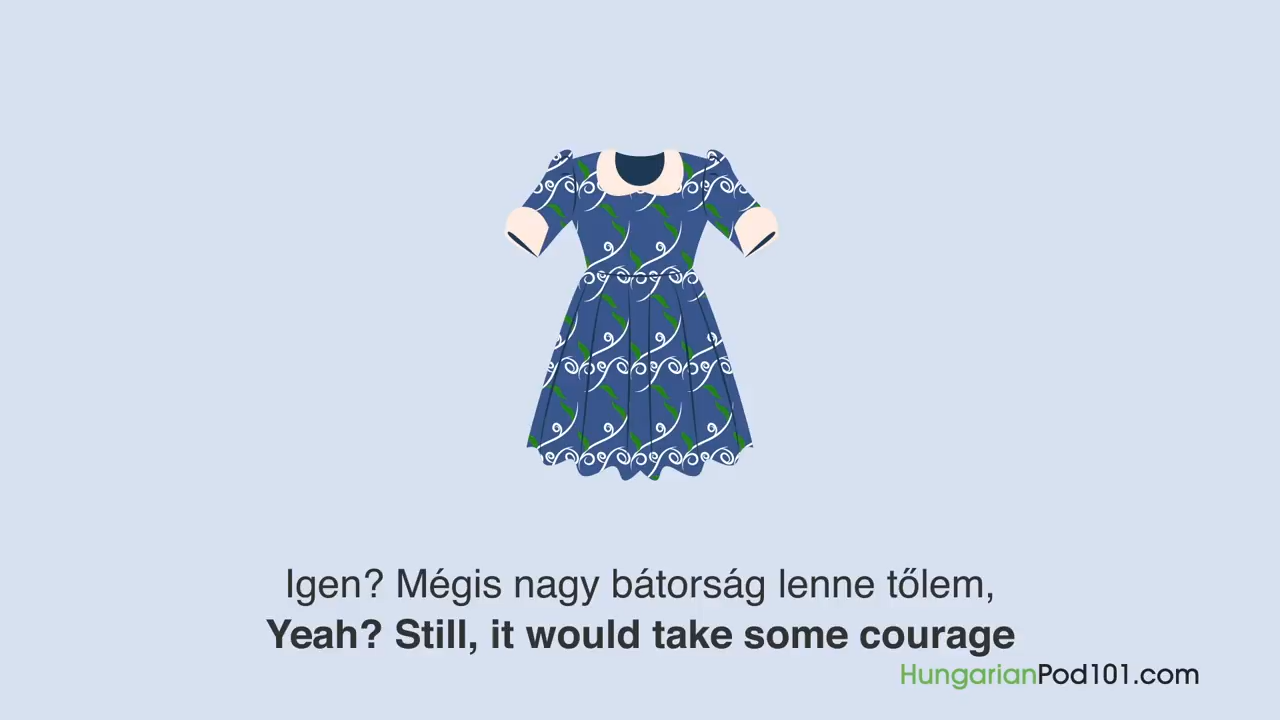 Igen? Mégis nagy bátorság lenne tőlem,
Yeah? Still, it would take some courage
HungarianPod101.com